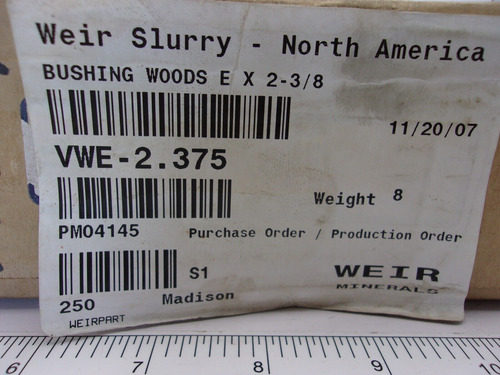 Weir Slurry - North America
BUSHING WOODS E X 2-3/8
11/20/07
VWE-2.375
Weight 8
PM04145
Purchase Order / Production Order
S1
WEIR
MINERALS
250
Madison
WEIRPART
6 7 8 9 10